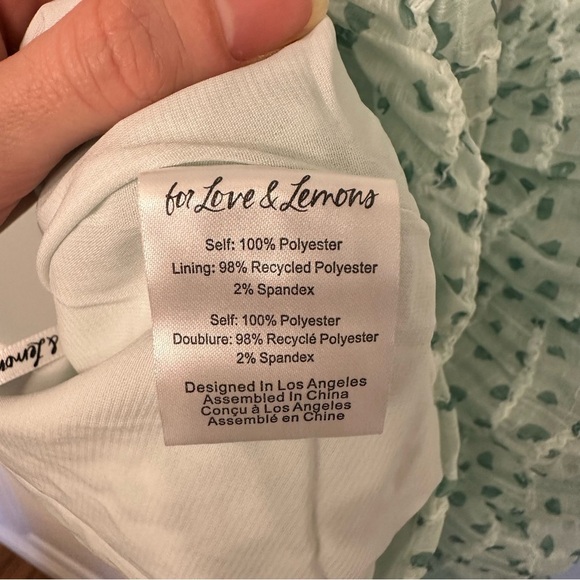 for Love & Lemons
Self: 100% Polyester
Lining: 98% Recycled Polyester
2% Spandex
Self: 100% Polyester
Doublure: 98% Recyclé Polyester
2% Spandex
Designed In Los Angeles
Assembled In China
Conçu à Los Angeles
Assemblé en Chine
& Lemon